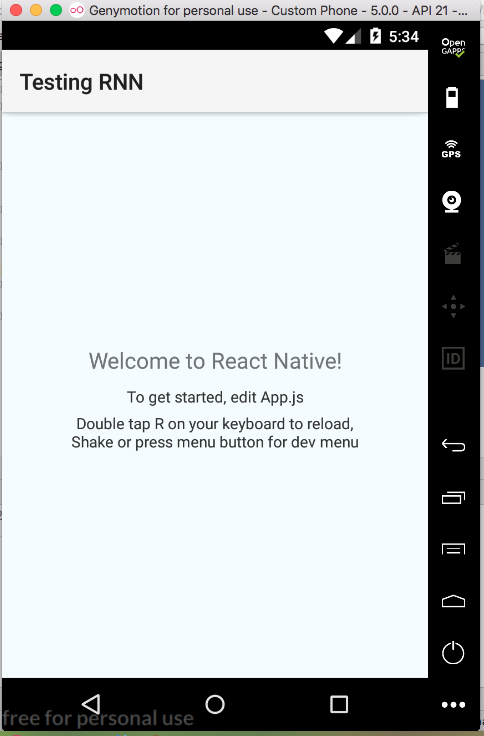 Genymotion for personal use - Custom Phone - 5.0.0 - API 21 -...
5:34
Open
GAPPS
Testing RNN
GPS
ID
Welcome to React Native!
To get started, edit App.js
Double tap R on your keyboard to reload,
Shake or press menu button for dev menu
free for personal use